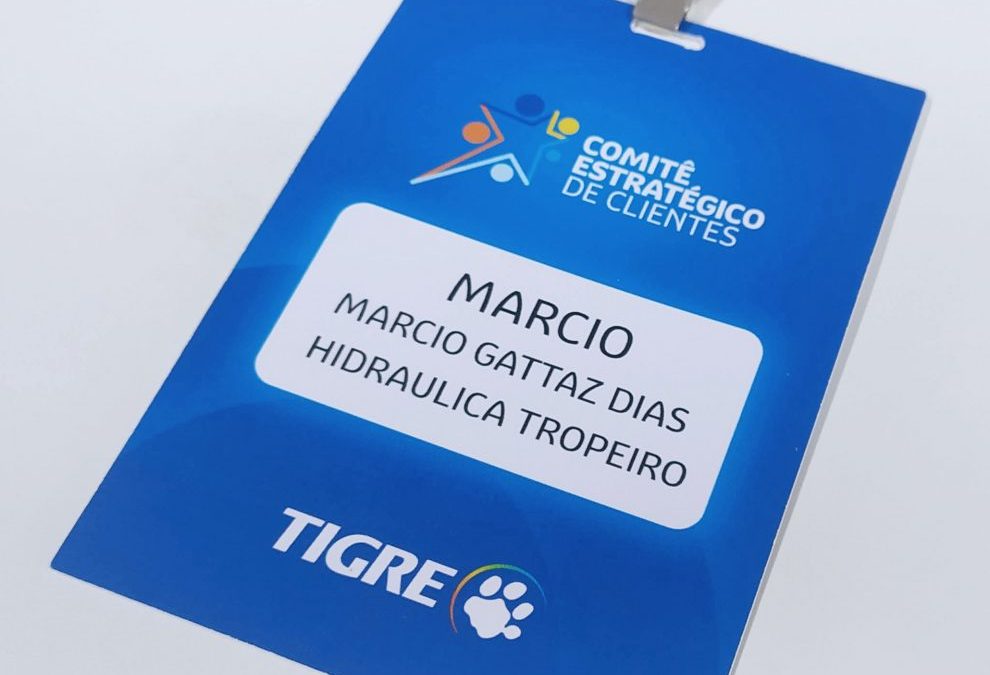 COMITÊ
ESTRATÉGICO
DE CLIENTES
MARCIO
MARCIO GATTAZ DIAS
HIDRAULICA TROPEIRO
TIGRE